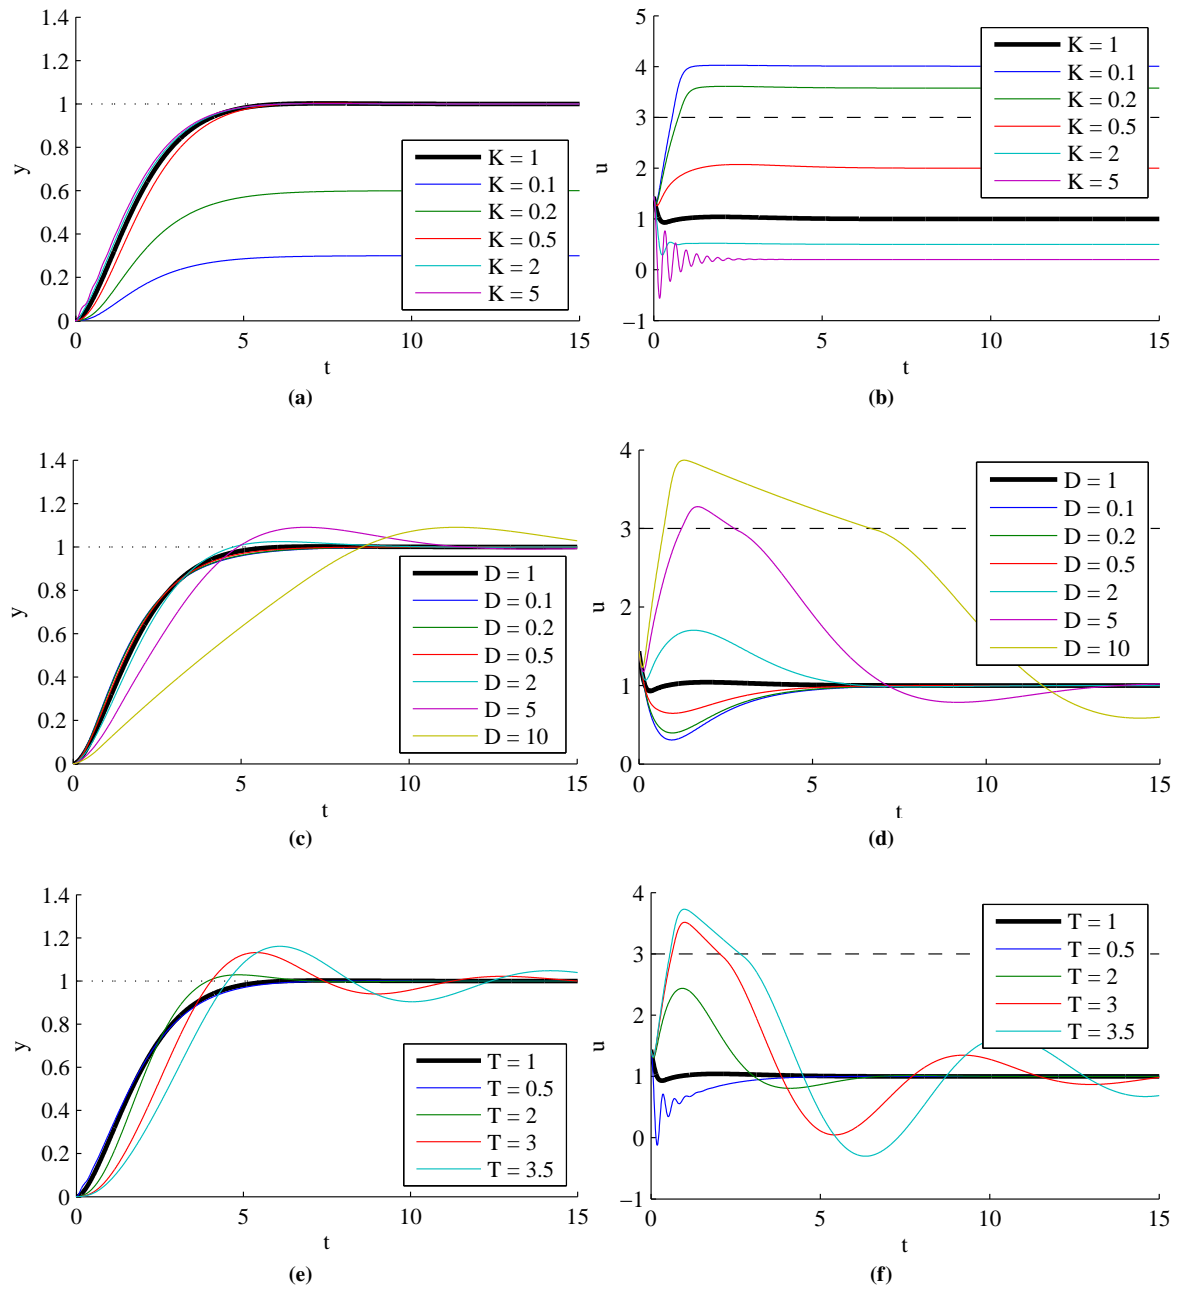 1.4
1.2
1
0.8
0.6
0.4
0.2
0
y
K = 1
K = 0.1
K = 0.2
K = 0.5
K = 2
K = 5
0 5 10 15
t
(a)
5
4
3
2
1
0
−1
u
K = 1
K = 0.1
K = 0.2
K = 0.5
K = 2
K = 5
0 5 10 15
t
(b)
1.4
1.2
1
0.8
0.6
0.4
0.2
0
y
D = 1
D = 0.1
D = 0.2
D = 0.5
D = 2
D = 5
D = 10
0 5 10 15
t
(c)
4
3
2
1
0
u
D = 1
D = 0.1
D = 0.2
D = 0.5
D = 2
D = 5
D = 10
0 5 10 15
t
(d)
1.4
1.2
1
0.8
0.6
0.4
0.2
0
y
T = 1
T = 0.5
T = 2
T = 3
T = 3.5
0 5 10 15
t
(e)
4
3
2
1
0
−1
u
T = 1
T = 0.5
T = 2
T = 3
T = 3.5
0 5 10 15
t
(f)